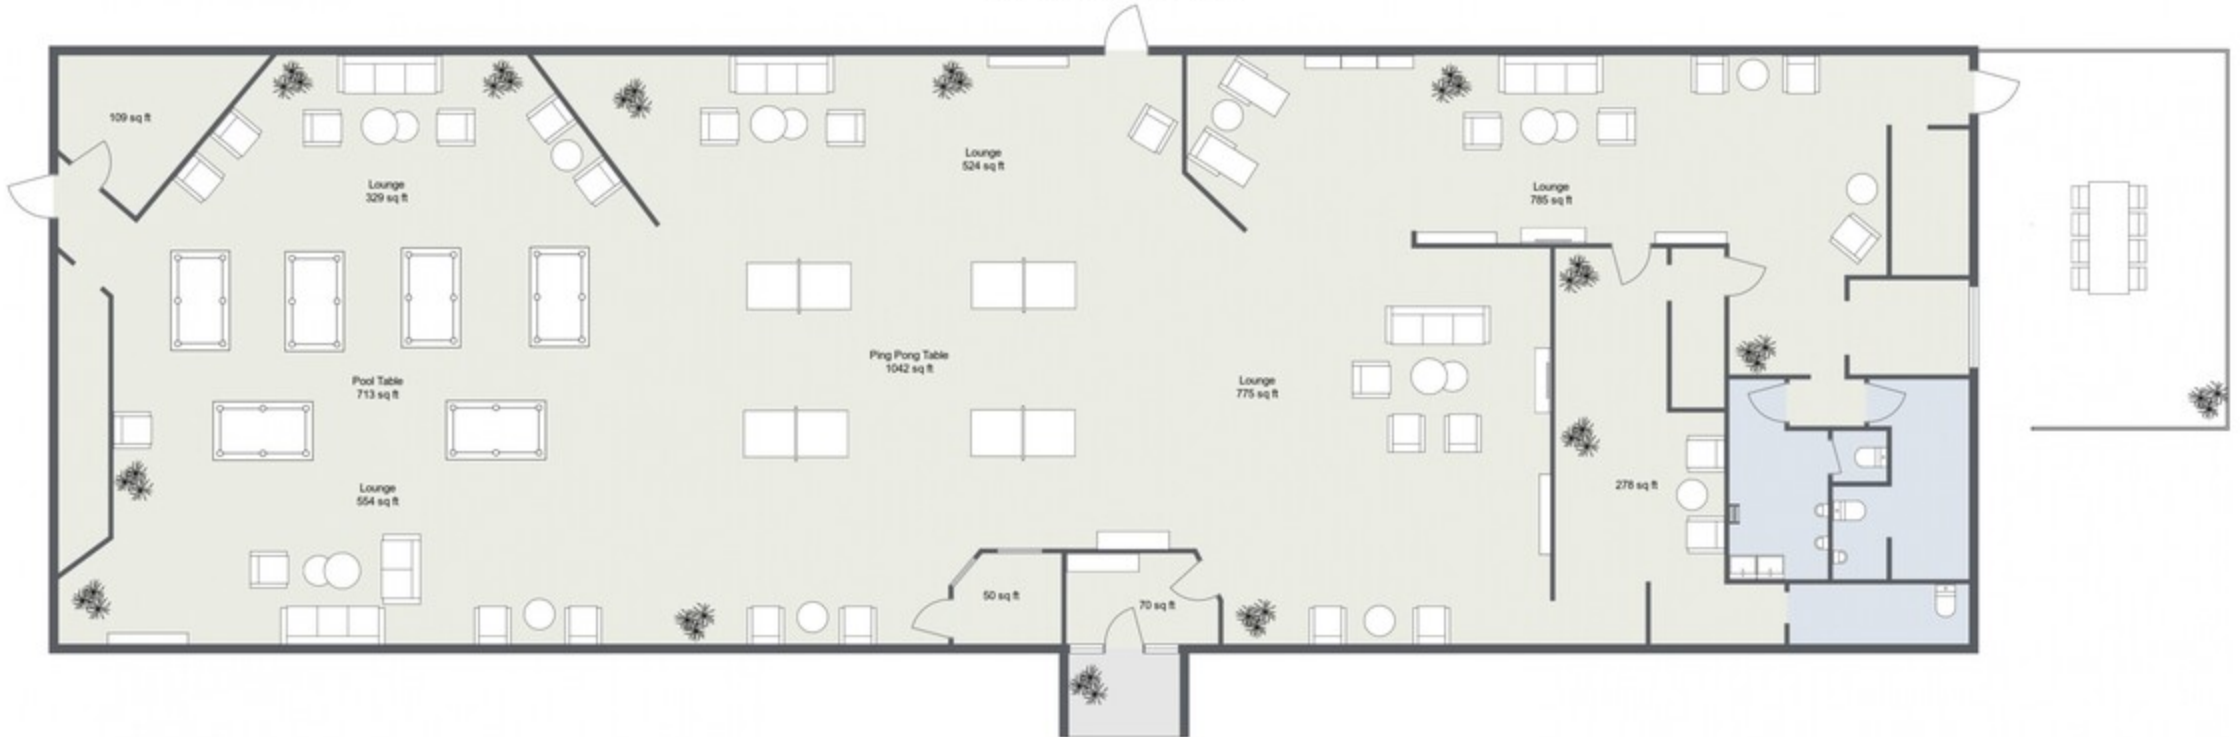 109 sq ft
Lounge
329 sq ft
Lounge
524 sq ft
Lounge
785 sq ft
Pool Table
713 sq ft
Ping Pong Table
1042 sq ft
Lounge
775 sq ft
Lounge
554 sq ft
278 sq ft
50 sq ft
70 sq ft